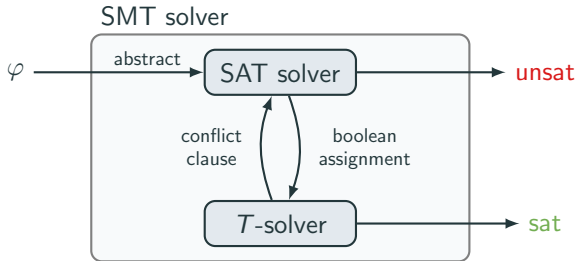 SMT solver
φ
abstract
SAT solver
unsat
conflict
clause
boolean
assignment
T-solver
sat